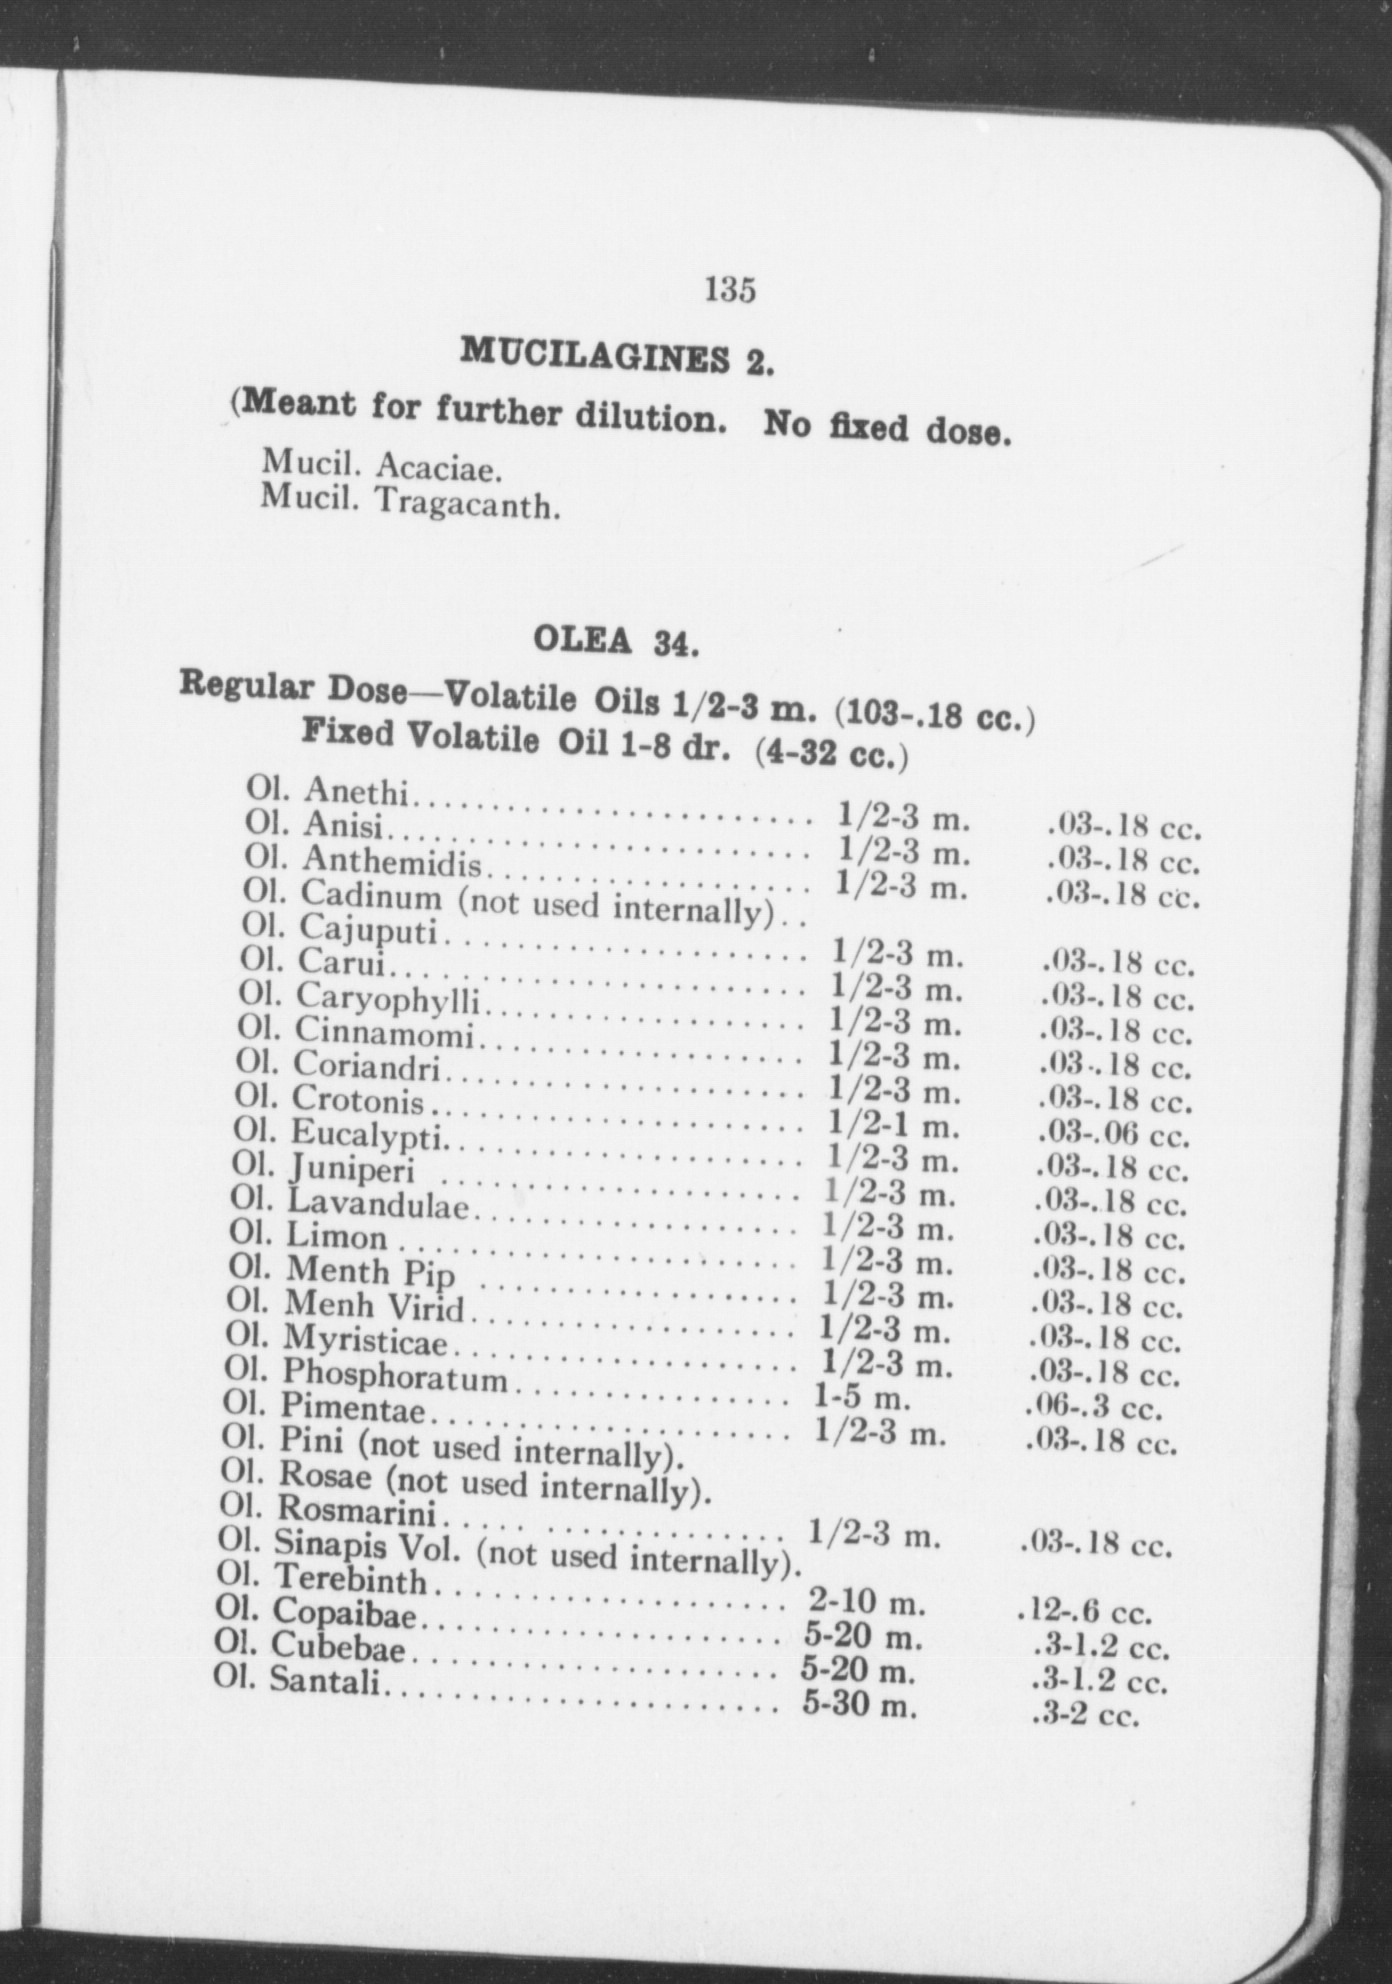 135
MUCILAGINES 2.
(Meant for further dilution. No fixed dose.
Mucil. Acaciae.
Mucil. Tragacanth.
OLEA 34.
Regular Dose—Volatile Oils 1/2-3 m. (103-.18 cc.)
Fixed Volatile Oil 1-8 dr. (4-32 cc.)
Ol. Anethi......................... 1/2-3 m. .03-.18 cc.
Ol. Anisi.......................... 1/2-3 m. .03-.18 cc.
Ol. Anthemidis.................... 1/2-3 m. .03-.18 cc.
Ol. Cadinum (not used internally)..
Ol. Cajuputi...................... 1/2-3 m. .03-.18 cc.
Ol. Carui.......................... 1/2-3 m. .03-.18 cc.
Ol. Caryophylli.................... 1/2-3 m. .03-.18 cc.
Ol. Cinnamomi.................... 1/2-3 m. .03-.18 cc.
Ol. Coriandri...................... 1/2-3 m. .03-.18 cc.
Ol. Crotonis....................... 1/2-1 m. .03-.06 cc.
Ol. Eucalypti...................... 1/2-3 m. .03-.18 cc.
Ol. Juniperi ...................... 1/2-3 m. .03-.18 cc.
Ol. Lavandulae.................... 1/2-3 m. .03-.18 cc.
Ol. Limon ........................ 1/2-3 m. .03-.18 cc.
Ol. Menth Pip .................... 1/2-3 m. .03-.18 cc.
Ol. Menh Virid.................... 1/2-3 m. .03-.18 cc.
Ol. Myristicae..................... 1/2-3 m. .03-.18 cc.
Ol. Phosphoratum................. 1-5 m. .06-.3 cc.
Ol. Pimentae...................... 1/2-3 m. .03-.18 cc.
Ol. Pini (not used internally).
Ol. Rosae (not used internally).
Ol. Rosmarini..... ............... 1/2-3 m. .03-.18 cc.
Ol. Sinapis Vol. (not used internally).
Ol. Terebinth...................... 2-10 m. .12-.6 cc.
Ol. Copaibae...................... 5-20 m. .3-1.2 cc.
Ol. Cubebae....................... 5-20 m. .3-1.2 cc.
Ol. Santali........................ 5-30 m. .3-2 cc.